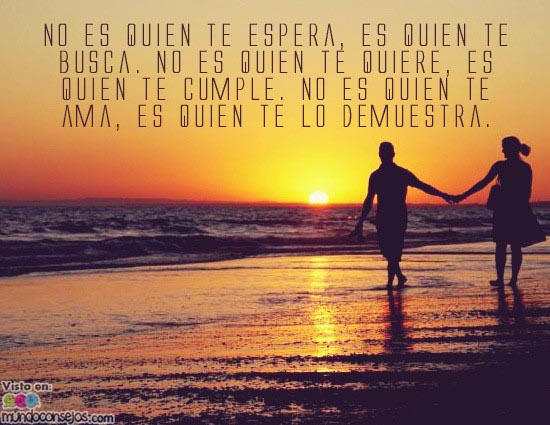 NO ES QUIEN TE ESPERA, ES QUIEN TE
BUSCA. NO ES QUIEN TE QUIERE, ES
QUIEN TE CUMPLE. NO ES QUIEN TE
AMA, ES QUIEN TE LO DEMUESTRA.
Visto en:
mundoconsejos.com